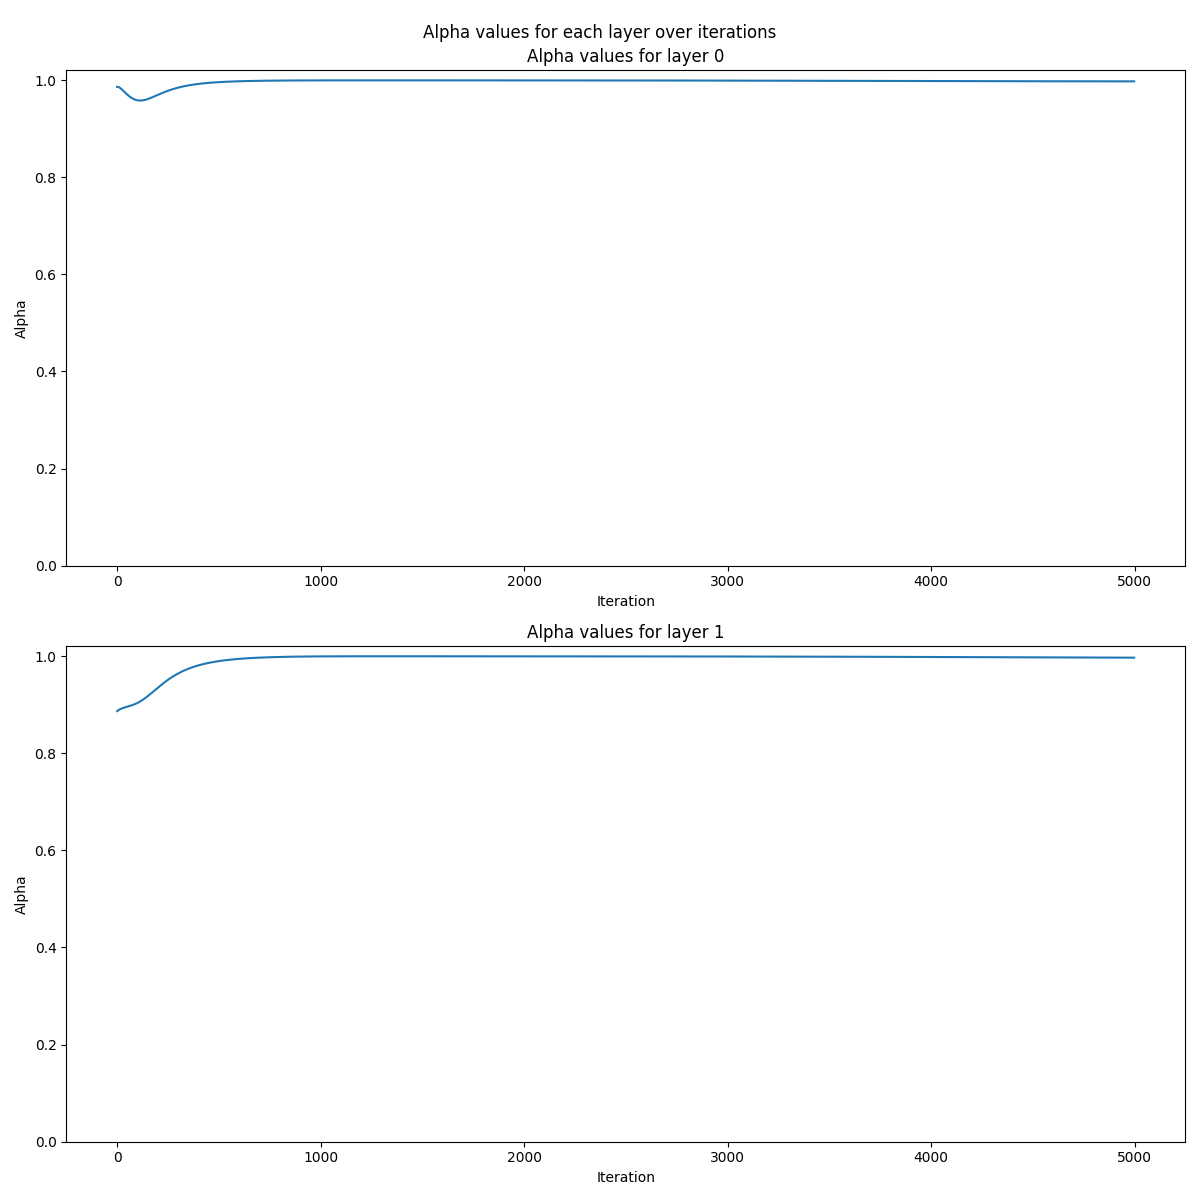 Alpha values for each layer over iterations
Alpha values for layer 0
1.0
0.8
0.6
0.4
0.2
0.0
Alpha
0 1000 2000 3000 4000 5000
Iteration
Alpha values for layer 1
1.0
0.8
0.6
0.4
0.2
0.0
Alpha
0 1000 2000 3000 4000 5000
Iteration